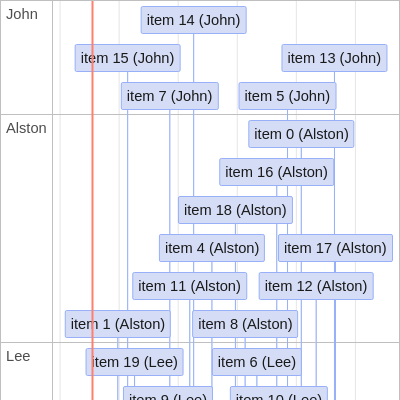 John
item 14 (John)
item 15 (John)
item 13 (John)
item 7 (John)
item 5 (John)
Alston
item 0 (Alston)
item 16 (Alston)
item 18 (Alston)
item 4 (Alston)
item 17 (Alston)
item 11 (Alston)
item 12 (Alston)
item 1 (Alston)
item 8 (Alston)
Lee
item 19 (Lee)
item 6 (Lee)
item 9 (Lee)
item 10 (Lee)